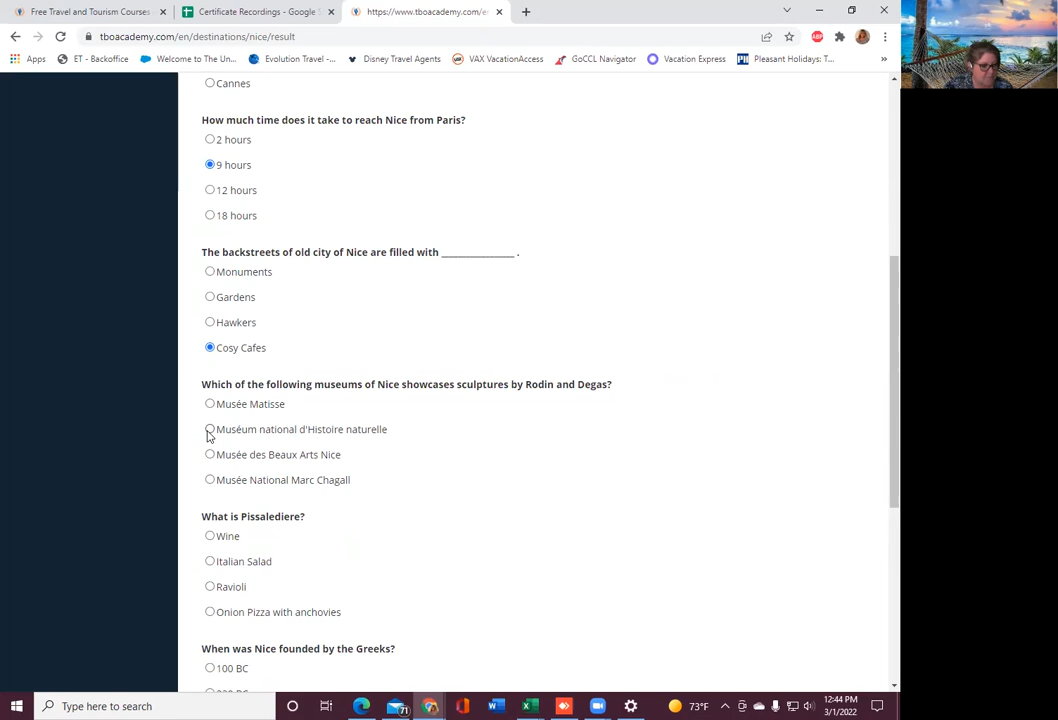 Free Travel and Tourism Courses
Certificate Recordings - Google S
https://www.tboacademy.com/e
tboacademy.com/en/destinations/nice/result
Apps
ET - Backoffice
Welcome to The Un...
Evolution Travel -...
Disney Travel Agents
VAX VacationAccess
GoCCL Navigator
Vacation Express
Pleasant Holidays: T...
Cannes
How much time does it take to reach Nice from Paris?
2 hours
9 hours
12 hours
18 hours
The backstreets of old city of Nice are filled with ________________ .
Monuments
Gardens
Hawkers
Cosy Cafes
Which of the following museums of Nice showcases sculptures by Rodin and Degas?
Musée Matisse
Muséum national d'Histoire naturelle
Musée des Beaux Arts Nice
Musée National Marc Chagall
What is Pissalediere?
Wine
Italian Salad
Ravioli
Onion Pizza with anchovies
When was Nice founded by the Greeks?
100 BC
Type here to search
71
73°F
12:44 PM
3/1/2022